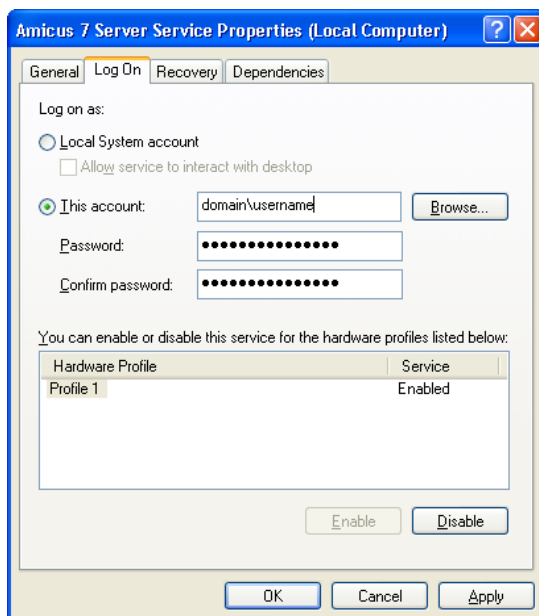 Amicus 7 Server Service Properties (Local Computer)
General Log On Recovery Dependencies
Log on as:
Local System account
Allow service to interact with desktop
This account: domain\username Browse...
Password: •••••••••••••••
Confirm password: •••••••••••••••
You can enable or disable this service for the hardware profiles listed below:
Hardware Profile Service
Profile 1 Enabled
Enable Disable
OK Cancel Apply